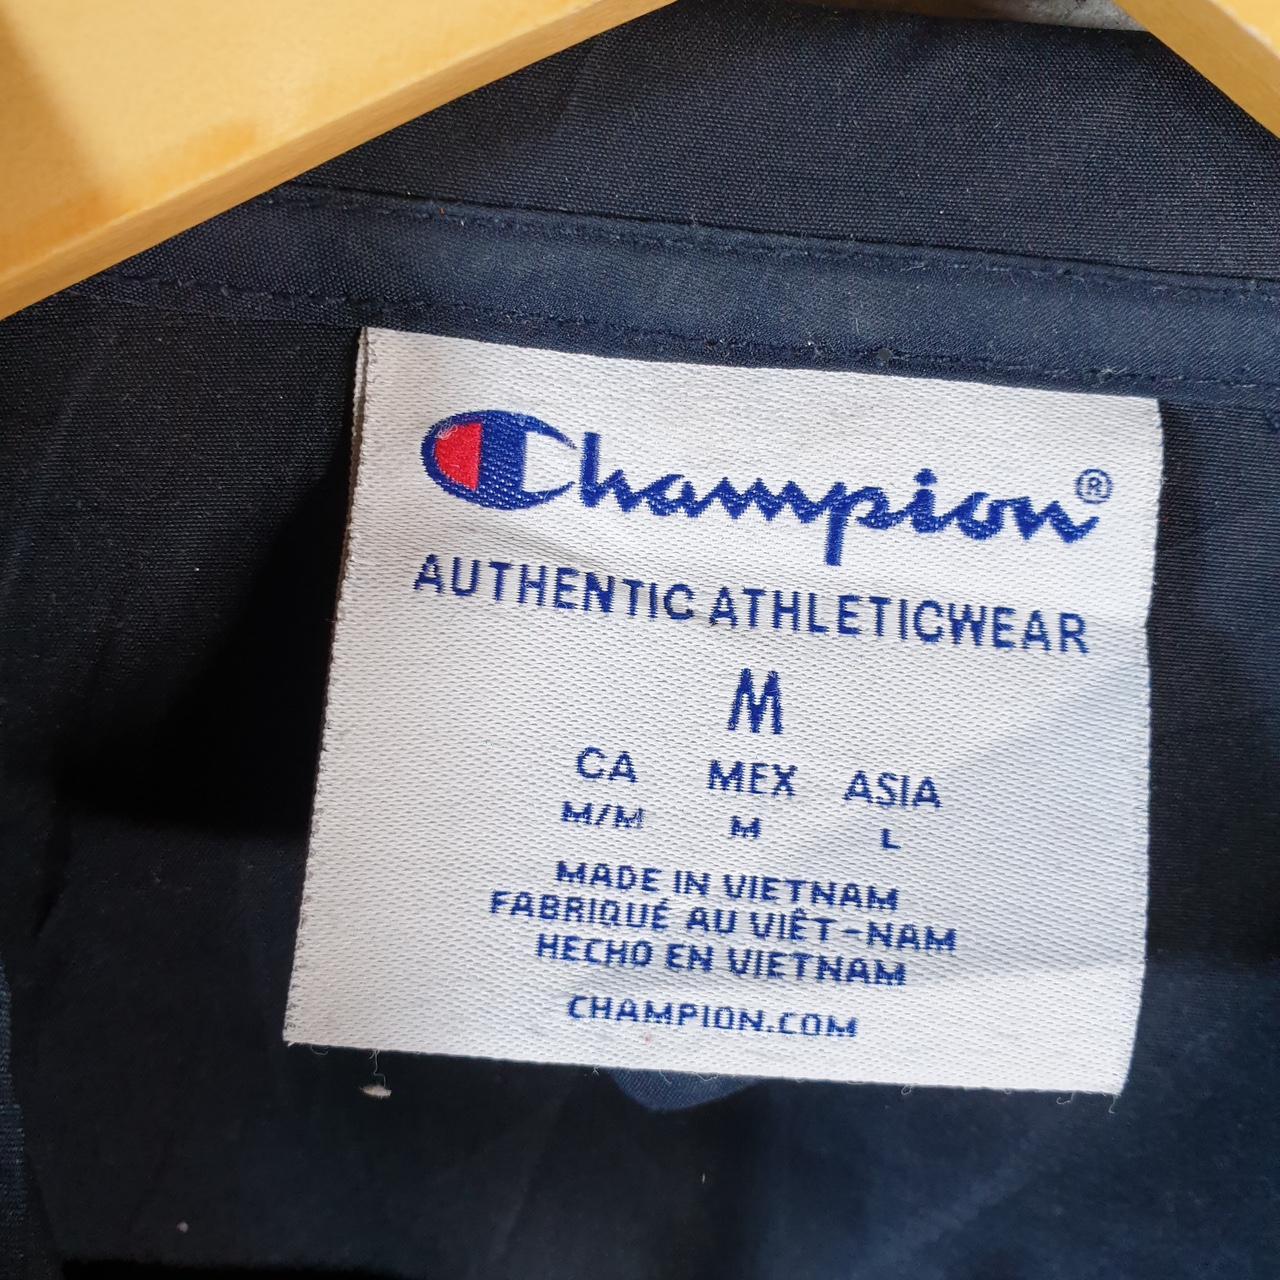 Champion®
AUTHENTIC ATHLETICWEAR
M
CA MEX ASIA
M/M M L
MADE IN VIETNAM
FABRIQUÉ AU VIÊT-NAM
HECHO EN VIETNAM
CHAMPION.COM